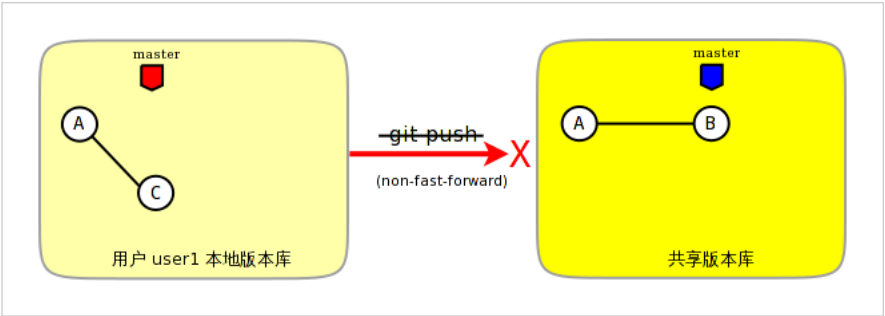 master
A
C
用户 user1 本地版本库
git push
X
(non-fast-forward)
master
A
B
共享版本库